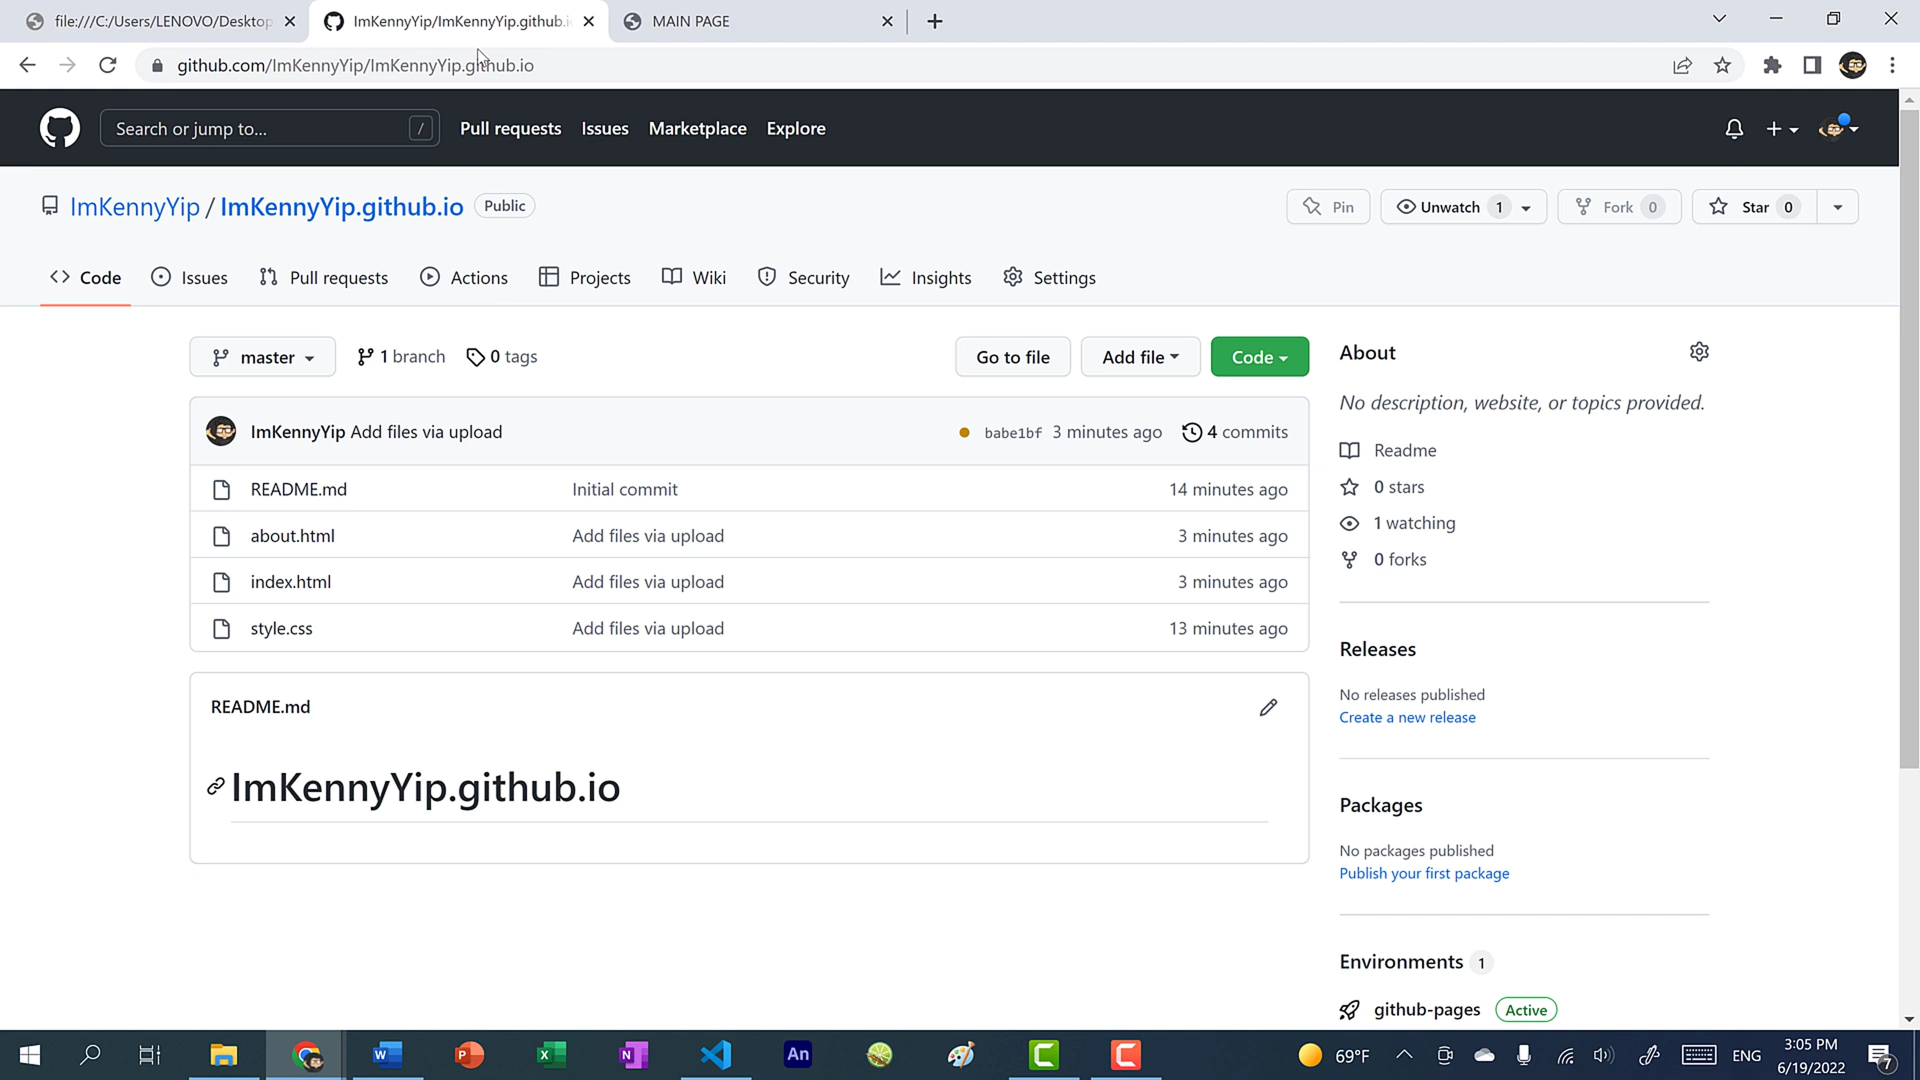 file:///C:/Users/LENOVO/Desktop
ImKennyYip/ImKennyYip.github.i
MAIN PAGE
github.com/ImKennyYip/ImKennyYip.github.io
Search or jump to...
/
Pull requests
Issues
Marketplace
Explore
ImKennyYip / ImKennyYip.github.io
Public
Pin
Unwatch 1
Fork 0
Star 0
Code
Issues
Pull requests
Actions
Projects
Wiki
Security
Insights
Settings
master
1 branch
0 tags
Go to file
Add file
Code
About
No description, website, or topics provided.
ImKennyYip Add files via upload
babe1bf 3 minutes ago
4 commits
README.md Initial commit 14 minutes ago
about.html Add files via upload 3 minutes ago
index.html Add files via upload 3 minutes ago
style.css Add files via upload 13 minutes ago
Readme
0 stars
1 watching
0 forks
Releases
No releases published
Create a new release
README.md
ImKennyYip.github.io
Packages
No packages published
Publish your first package
Environments 1
github-pages Active
W
P
X
N
An
C
C
69°F
ENG
3:05 PM
6/19/2022
7